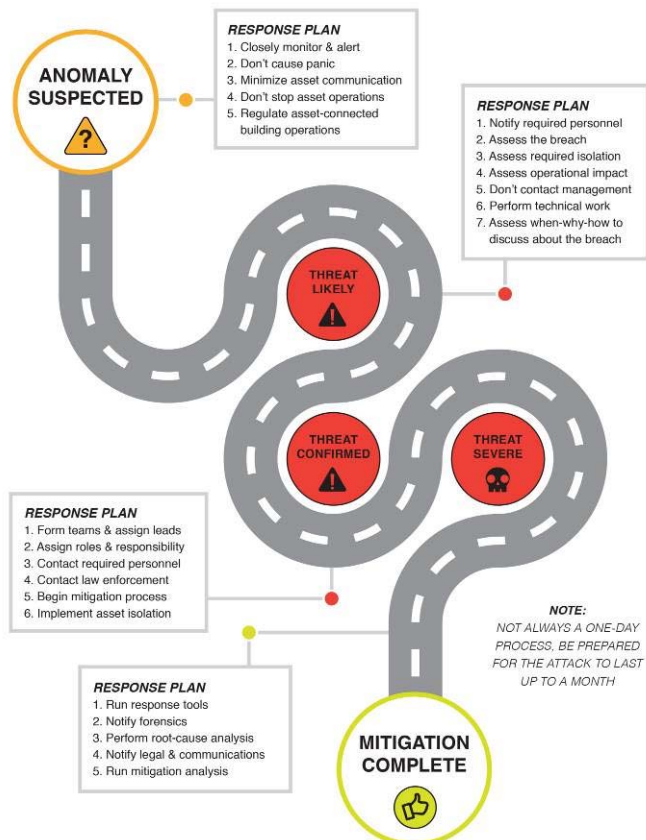 ANOMALY
SUSPECTED
?
RESPONSE PLAN
1. Closely monitor & alert
2. Don't cause panic
3. Minimize asset communication
4. Don't stop asset operations
5. Regulate asset-connected
building operations
RESPONSE PLAN
1. Notify required personnel
2. Assess the breach
3. Assess required isolation
4. Assess operational impact
5. Don't contact management
6. Perform technical work
7. Assess when-why-how to
discuss about the breach
THREAT
LIKELY
!
THREAT
CONFIRMED
!
THREAT
SEVERE
RESPONSE PLAN
1. Form teams & assign leads
2. Assign roles & responsibility
3. Contact required personnel
4. Contact law enforcement
5. Begin mitigation process
6. Implement asset isolation
NOTE:
NOT ALWAYS A ONE-DAY
PROCESS, BE PREPARED
FOR THE ATTACK TO LAST
UP TO A MONTH
RESPONSE PLAN
1. Run response tools
2. Notify forensics
3. Perform root-cause analysis
4. Notify legal & communications
5. Run mitigation analysis
MITIGATION
COMPLETE